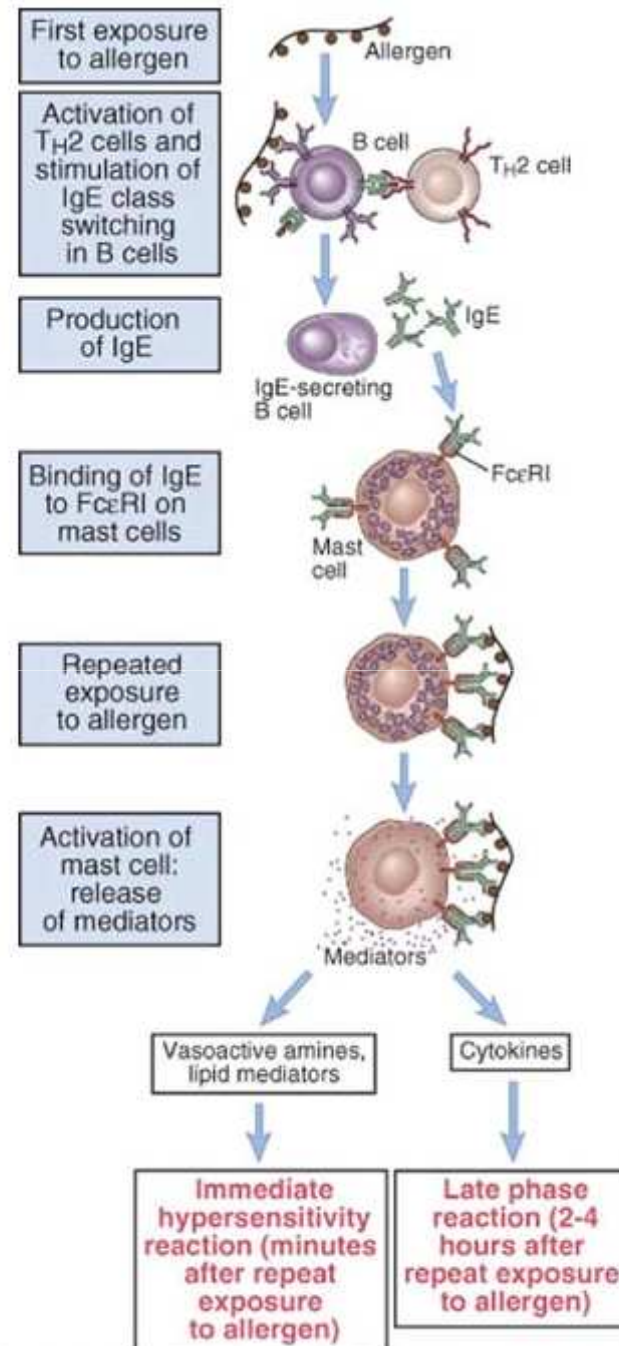 First exposure
to allergen
Allergen
Activation of
TH2 cells and
stimulation of
IgE class
switching
in B cells
B cell
TH2 cell
Production
of IgE
IgE
IgE-secreting
B cell
Binding of IgE
to FcεRI on
mast cells
FcεRI
Mast
cell
Repeated
exposure
to allergen
Activation of
mast cell:
release
of mediators
Mediators
Vasoactive amines,
lipid mediators
Cytokines
Immediate
hypersensitivity
reaction (minutes
after repeat
exposure
to allergen)
Late phase
reaction (2-4
hours after
repeat exposure
to allergen)